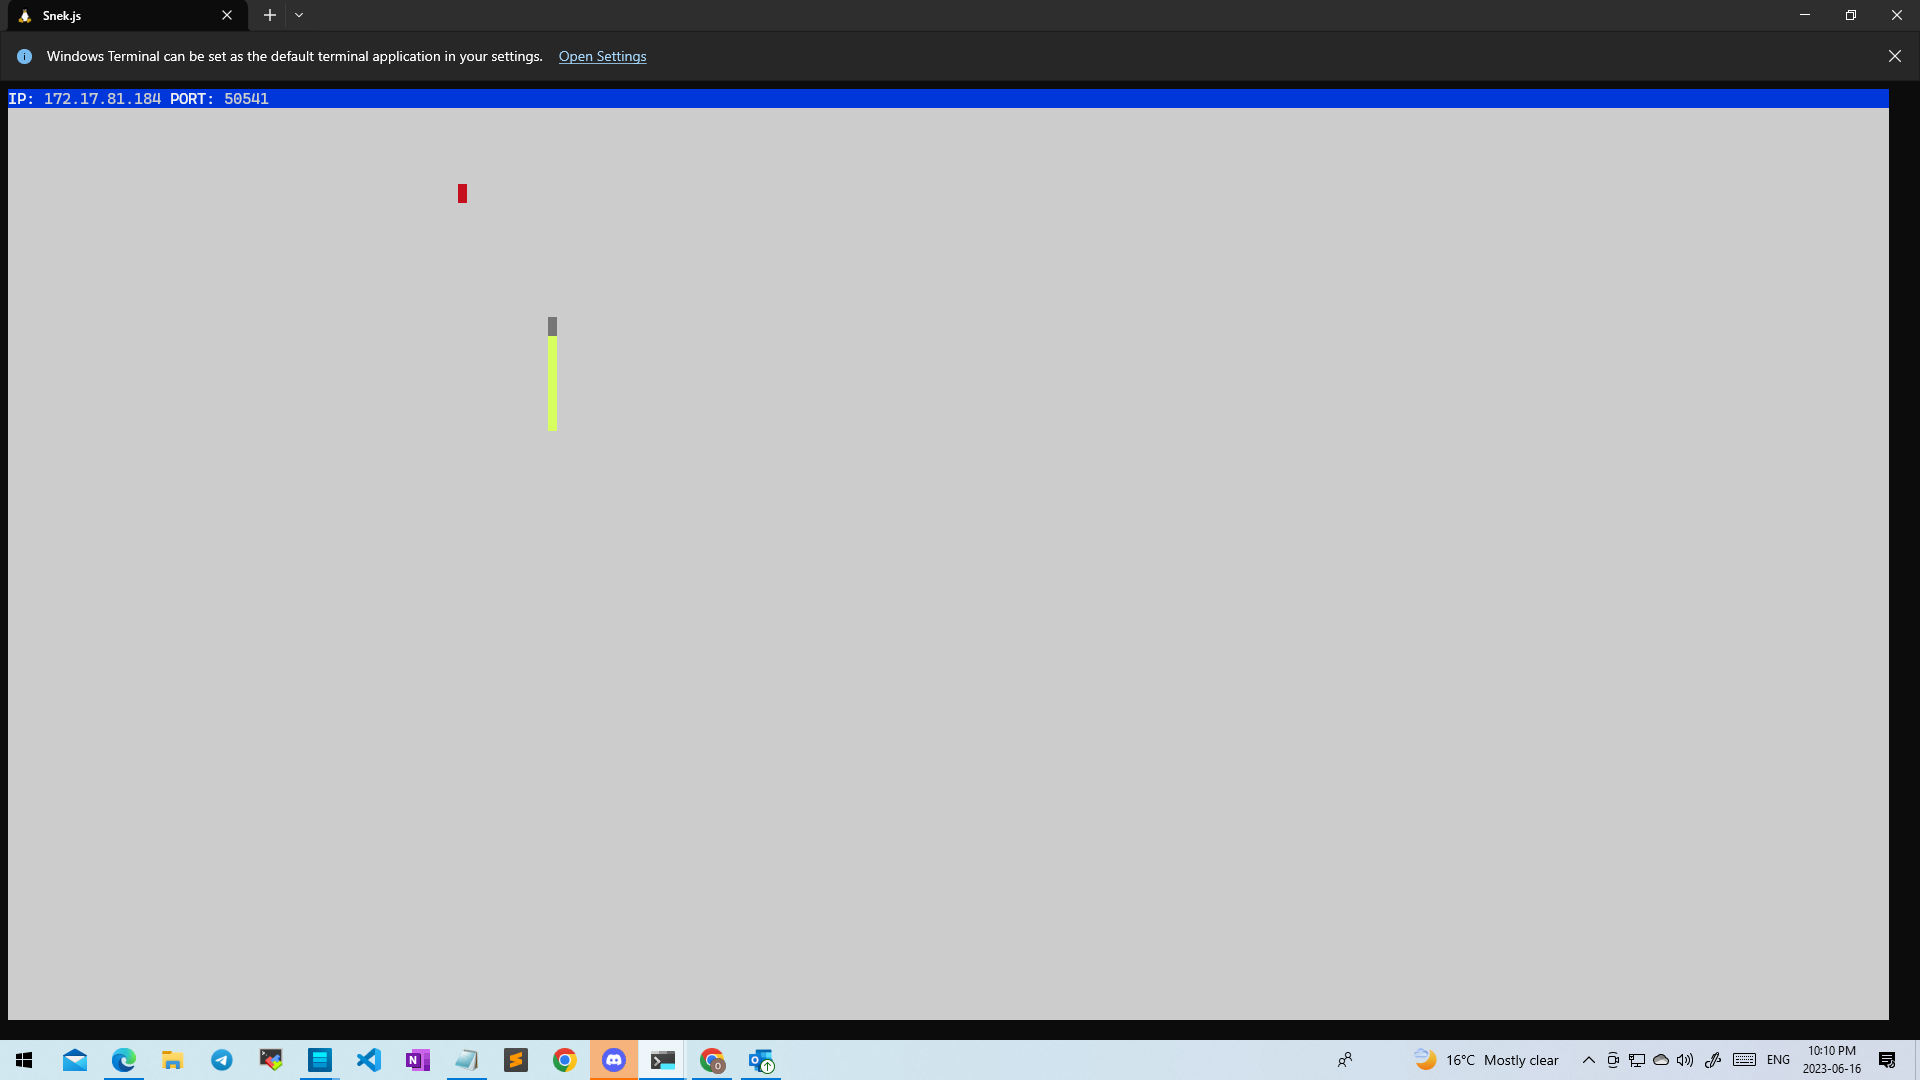 Snek.js
Windows Terminal can be set as the default terminal application in your settings. Open Settings
IP: 172.17.81.184 PORT: 50541
16°C Mostly clear
ENG
10:10 PM
2023-06-16